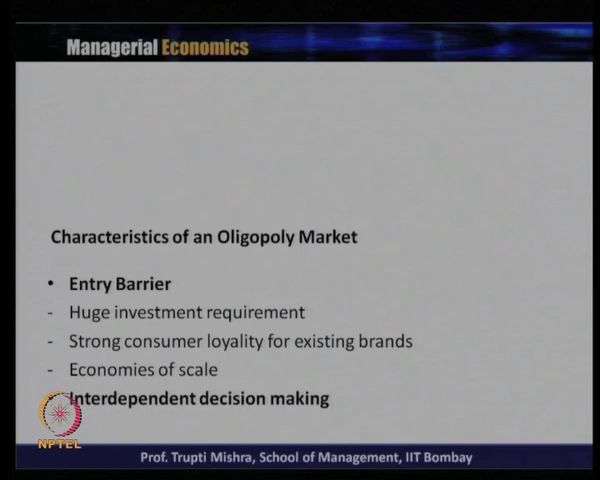 Managerial Economics
Characteristics of an Oligopoly Market
• Entry Barrier
- Huge investment requirement
- Strong consumer loyality for existing brands
- Economies of scale
Interdependent decision making
NPTEL
Prof. Trupti Mishra, School of Management, IIT Bombay